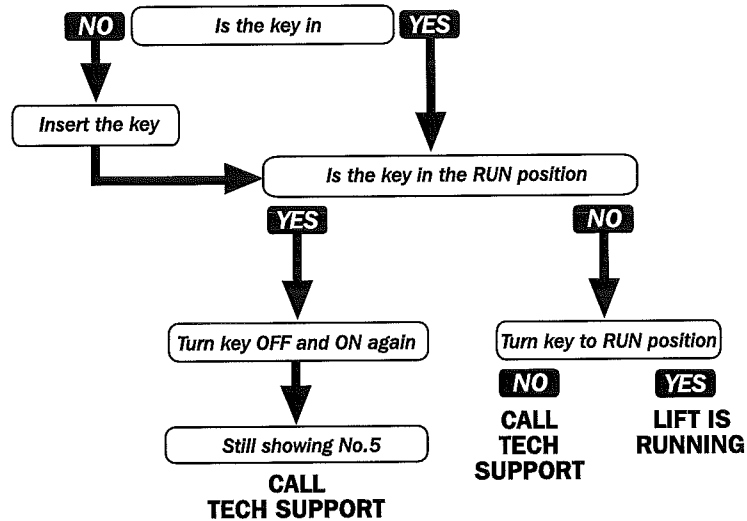 NO
Is the key in
YES
Insert the key
Is the key in the RUN position
YES
NO
Turn key OFF and ON again
Turn key to RUN position
NO
YES
CALL
TECH
SUPPORT
LIFT IS
RUNNING
Still showing No.5
CALL
TECH SUPPORT